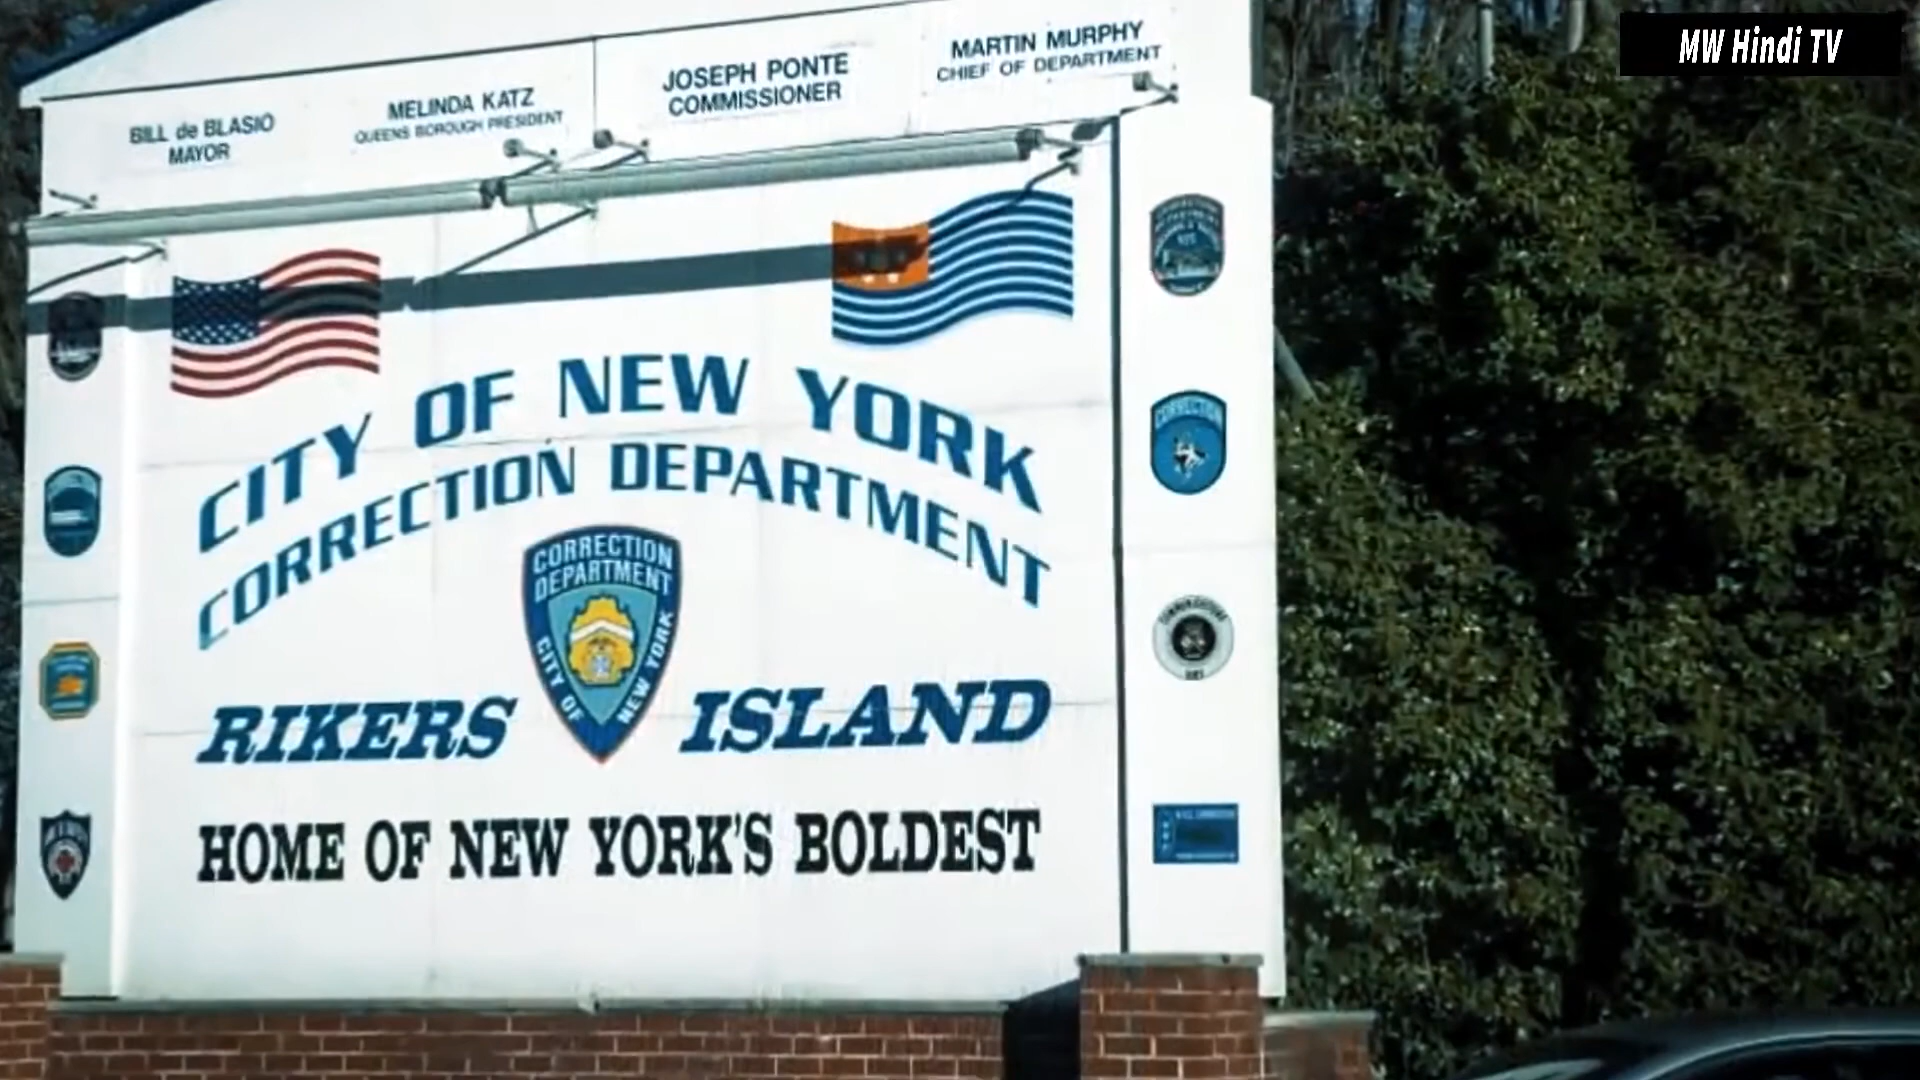 MW Hindi TV
BILL de BLASIO
MAYOR
MELINDA KATZ
QUEENS BOROUGH PRESIDENT
JOSEPH PONTE
COMMISSIONER
MARTIN MURPHY
CHIEF OF DEPARTMENT
CITY OF NEW YORK
CORRECTION DEPARTMENT
CORRECTION
DEPARTMENT
CITY OF
NEW YORK
RIKERS ISLAND
HOME OF NEW YORK'S BOLDEST
CORRECTION